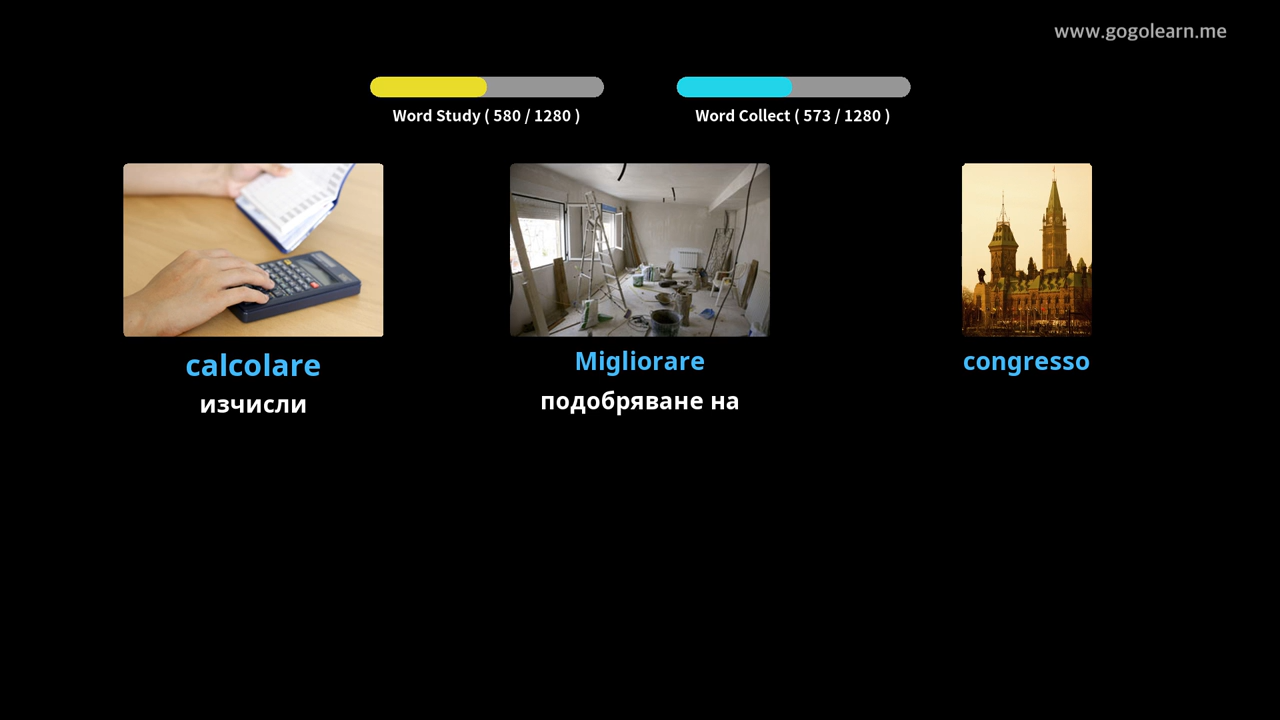 www.gogolearn.me
Word Study ( 580 / 1280 )
Word Collect ( 573 / 1280 )
calcolare
изчисли
Migliorare
подобряване на
congresso